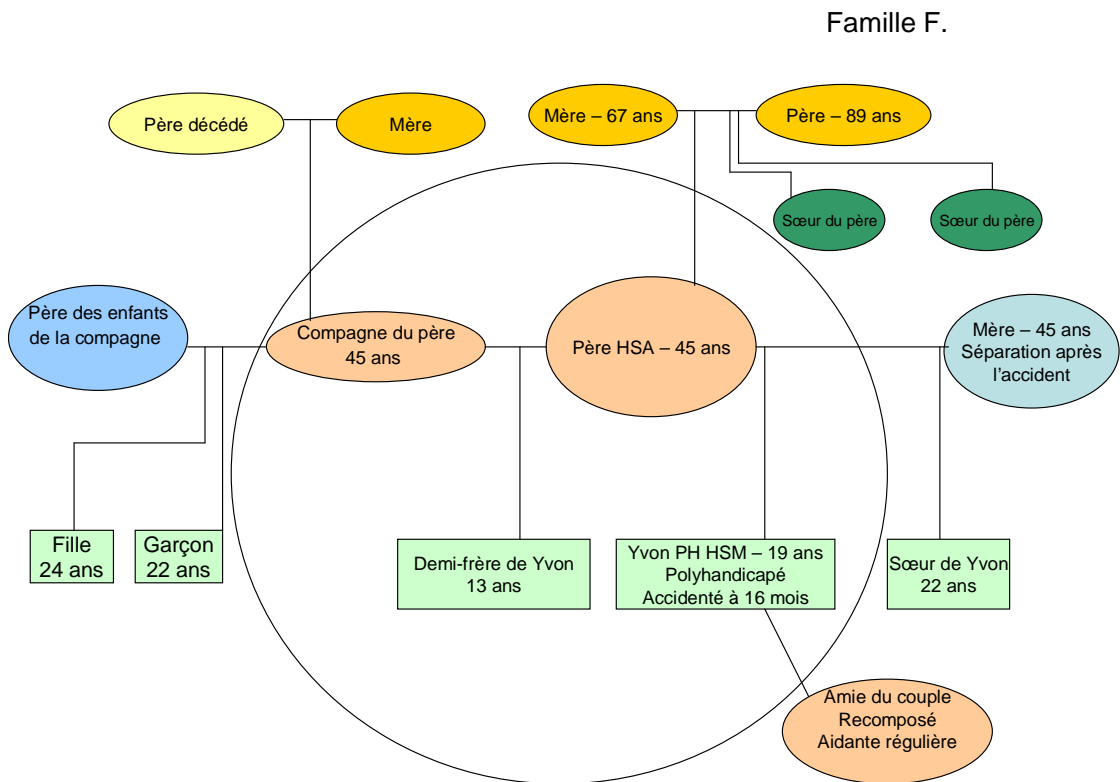 Famille F.
Père décédé
Mère
Mère – 67 ans
Père – 89 ans
Sœur du père
Sœur du père
Père des enfants
de la compagne
Compagne du père
45 ans
Père HSA – 45 ans
Mère – 45 ans
Séparation après
l’accident
Fille
24 ans
Garçon
22 ans
Demi-frère de Yvon
13 ans
Yvon PH HSM – 19 ans
Polyhandicapé
Accidenté à 16 mois
Sœur de Yvon
22 ans
Amie du couple
Recomposé
Aidante régulière